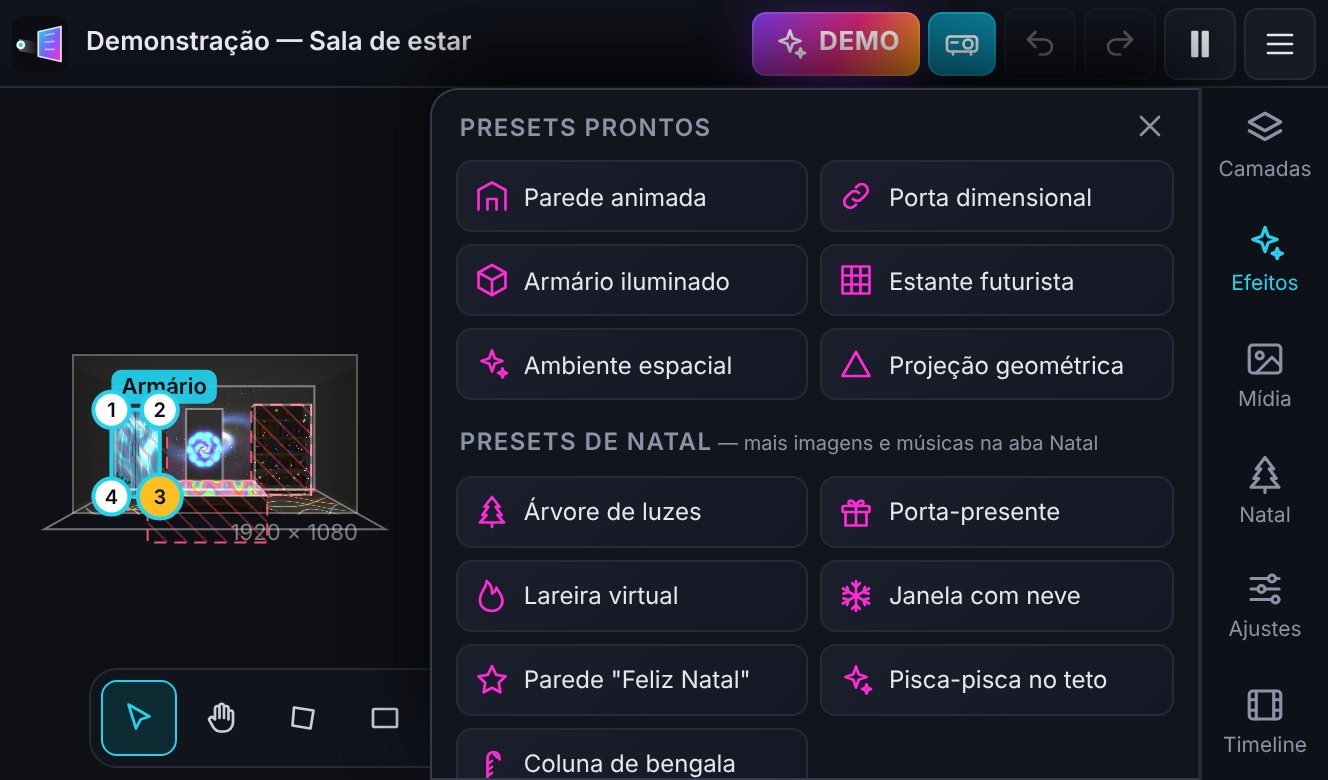 Demonstração — Sala de estar
DEMO
PRESETS PRONTOS
Parede animada
Porta dimensional
Armário iluminado
Estante futurista
Ambiente espacial
Projeção geométrica
PRESETS DE NATAL — mais imagens e músicas na aba Natal
Árvore de luzes
Porta-presente
Lareira virtual
Janela com neve
Parede "Feliz Natal"
Pisca-pisca no teto
Coluna de bengala
Camadas
Efeitos
Mídia
Natal
Ajustes
Timeline
Armário
1 2
4 3
1920 × 1080